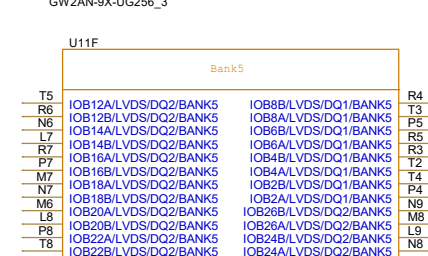 GW2AN-9X-UG256_3
U11F
Bank5
T5 IOB12A/LVDS/DQ2/BANK5 IOB8B/LVDS/DQ1/BANK5 R4
R6 IOB12B/LVDS/DQ2/BANK5 IOB8A/LVDS/DQ1/BANK5 T3
N6 IOB14A/LVDS/DQ2/BANK5 IOB6B/LVDS/DQ1/BANK5 P5
L7 IOB14B/LVDS/DQ2/BANK5 IOB6A/LVDS/DQ1/BANK5 R5
R7 IOB16A/LVDS/DQ2/BANK5 IOB4B/LVDS/DQ1/BANK5 R3
P7 IOB16B/LVDS/DQ2/BANK5 IOB4A/LVDS/DQ1/BANK5 T2
M7 IOB18A/LVDS/DQ2/BANK5 IOB2B/LVDS/DQ1/BANK5 T4
N7 IOB18B/LVDS/DQ2/BANK5 IOB2A/LVDS/DQ1/BANK5 P4
M6 IOB20A/LVDS/DQ2/BANK5 IOB26B/LVDS/DQ2/BANK5 N9
L8 IOB20B/LVDS/DQ2/BANK5 IOB26A/LVDS/DQ2/BANK5 M8
P8 IOB22A/LVDS/DQ2/BANK5 IOB24B/LVDS/DQ2/BANK5 L9
T8 IOB22B/LVDS/DQ2/BANK5 IOB24A/LVDS/DQ2/BANK5 N8